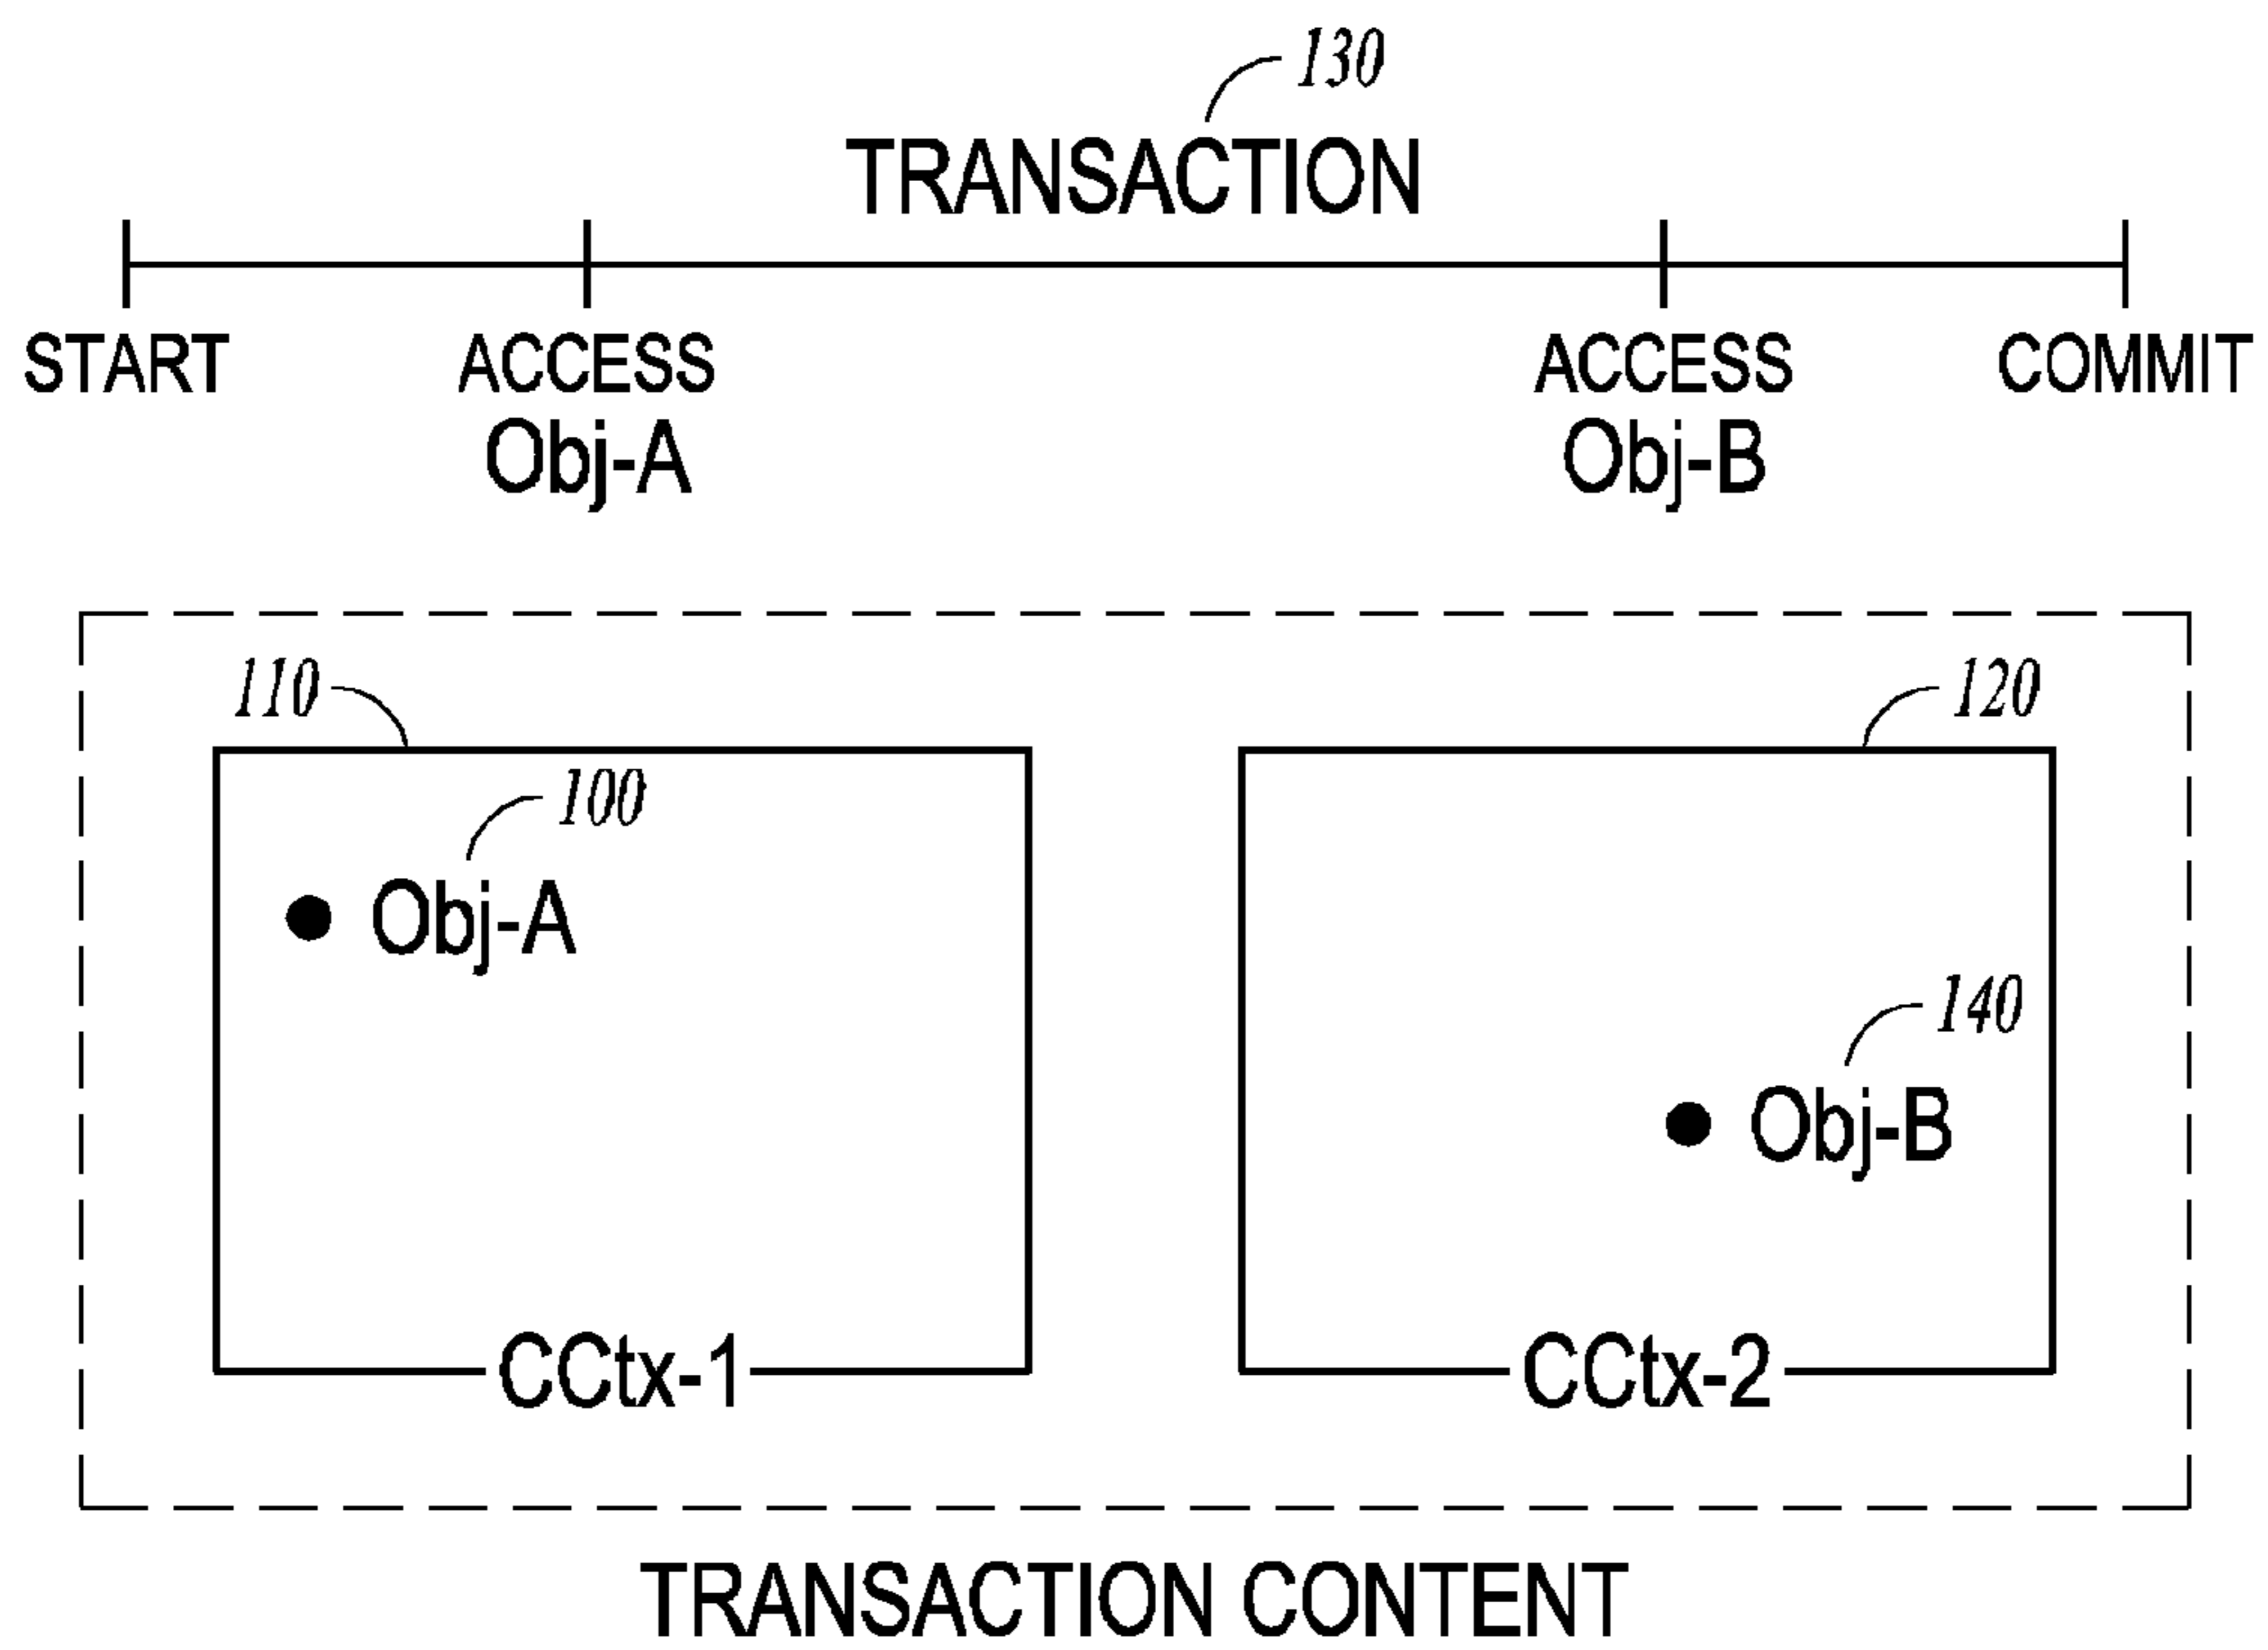 130
TRANSACTION
START ACCESS ACCESS COMMIT
Obj-A Obj-B
110 120
100
Obj-A
140
Obj-B
CCtx-1 CCtx-2
TRANSACTION CONTENT